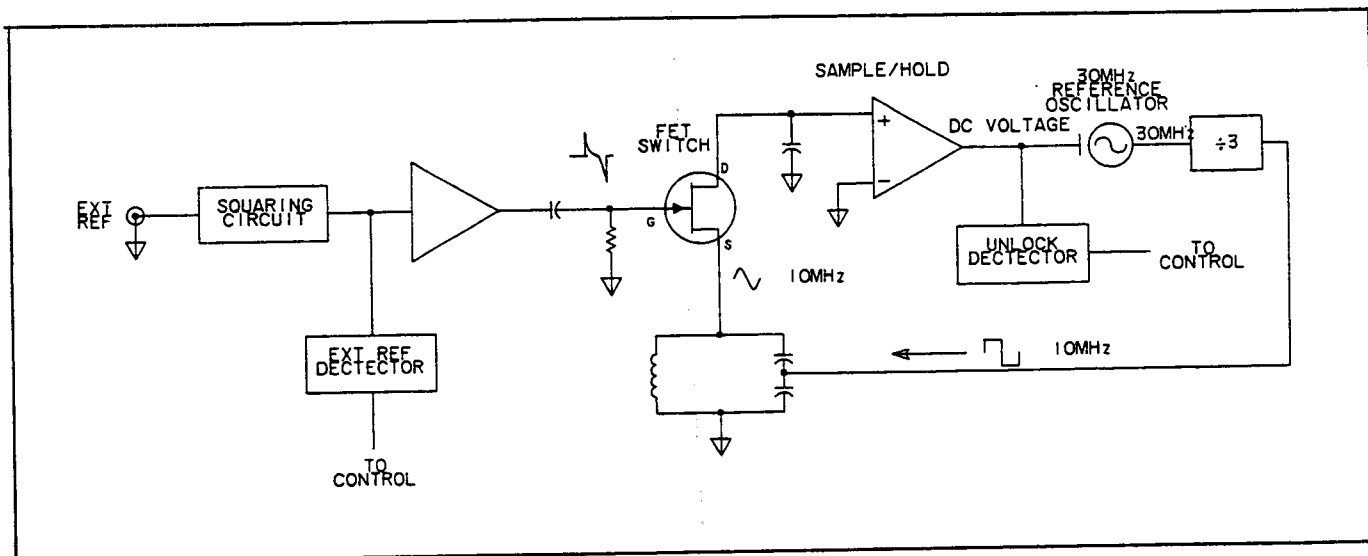 SAMPLE/HOLD
30MHz
REFERENCE
OSCILLATOR
FET
SWITCH
DC VOLTAGE
30MHz
÷3
D
+
-
EXT
REF
SQUARING
CIRCUIT
G
S
UNLOCK
DECTECTOR
TO
CONTROL
10MHz
EXT REF
DECTECTOR
10MHz
TO
CONTROL